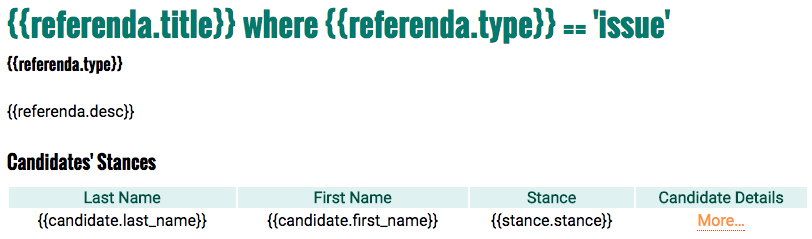 {{referenda.title}} where {{referenda.type}} == 'issue'
{{referenda.type}}
{{referenda.desc}}
Candidates' Stances
Last Name First Name Stance Candidate Details
{{candidate.last_name}} {{candidate.first_name}} {{stance.stance}} More...